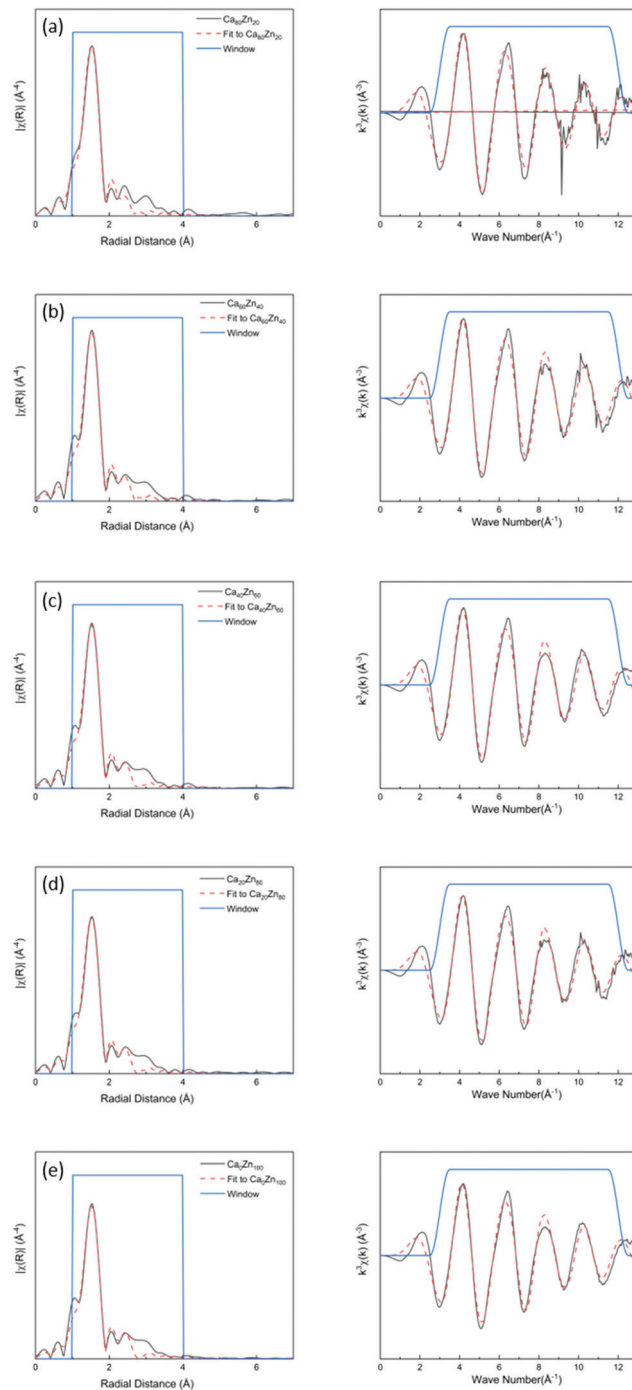 (a)
Ca₈₀Zn₂₀
Fit to Ca₈₀Zn₂₀
Window
|χ(R)| (Å⁻⁴)
0 2 4 6
Radial Distance (Å)
k³χ(k) (Å⁻³)
0 2 4 6 8 10 12
Wave Number(Å⁻¹)
(b)
Ca₆₀Zn₄₀
Fit to Ca₆₀Zn₄₀
Window
|χ(R)| (Å⁻⁴)
0 2 4 6
Radial Distance (Å)
k³χ(k) (Å⁻³)
0 2 4 6 8 10 12
Wave Number(Å⁻¹)
(c)
Ca₄₀Zn₆₀
Fit to Ca₄₀Zn₆₀
Window
|χ(R)| (Å⁻⁴)
0 2 4 6
Radial Distance (Å)
k³χ(k) (Å⁻³)
0 2 4 6 8 10 12
Wave Number(Å⁻¹)
(d)
Ca₂₀Zn₈₀
Fit to Ca₂₀Zn₈₀
Window
|χ(R)| (Å⁻⁴)
0 2 4 6
Radial Distance (Å)
k³χ(k) (Å⁻³)
0 2 4 6 8 10 12
Wave Number(Å⁻¹)
(e)
Ca₀Zn₁₀₀
Fit to Ca₀Zn₁₀₀
Window
|χ(R)| (Å⁻⁴)
0 2 4 6
Radial Distance (Å)
k³χ(k) (Å⁻³)
0 2 4 6 8 10 12
Wave Number(Å⁻¹)